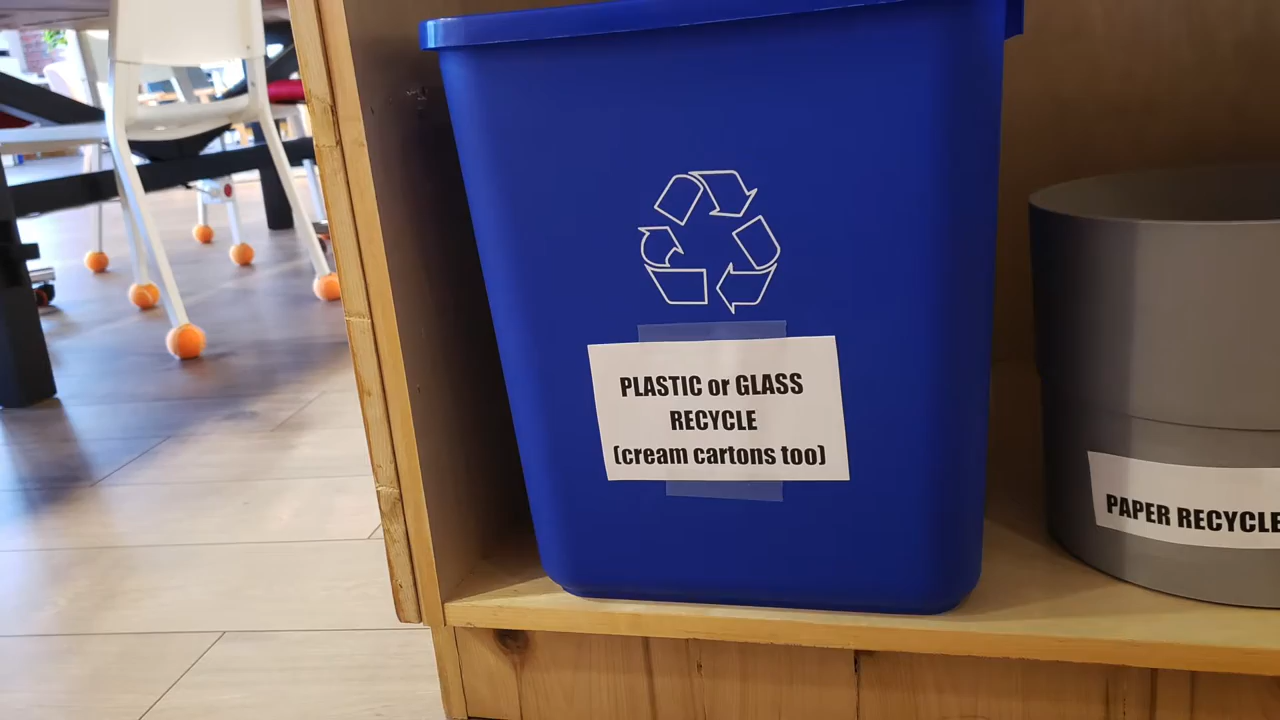 PLASTIC or GLASS
RECYCLE
(cream cartons too)
PAPER RECYCLE